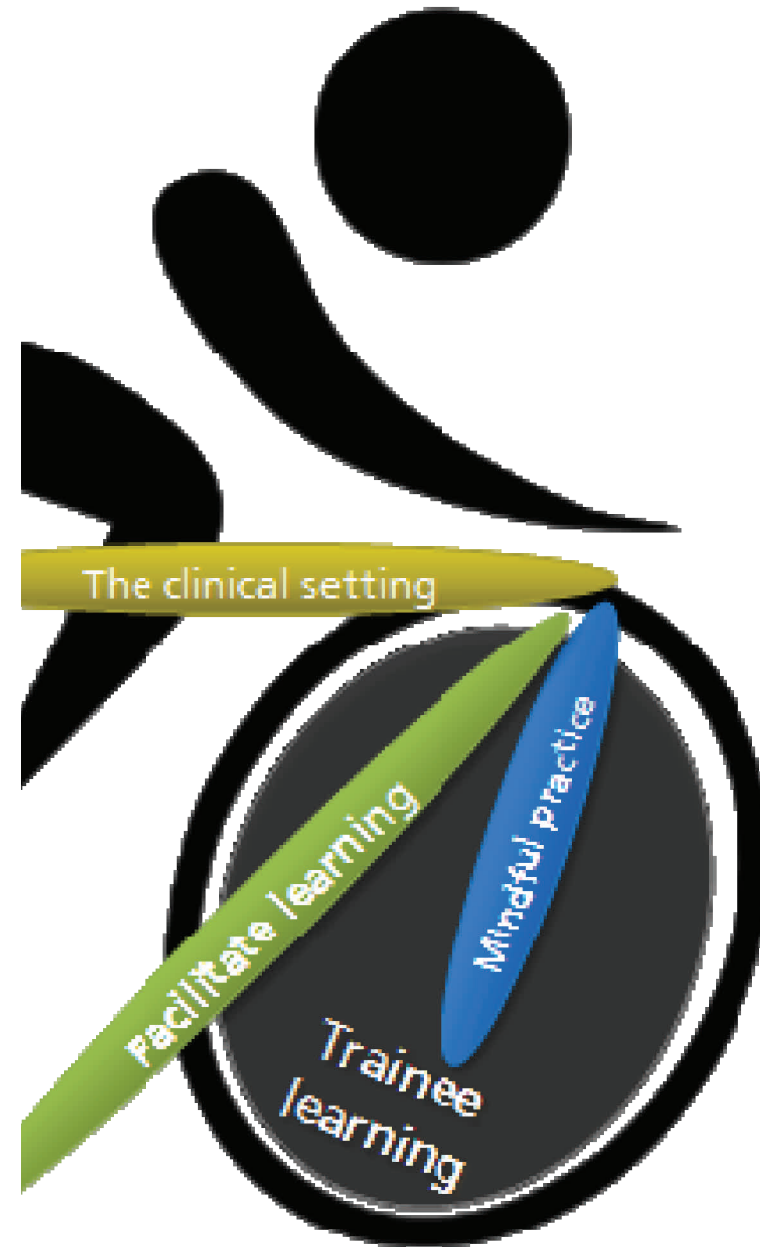 The clinical setting
Mindful practice
Facilitate learning
Trainee
learning